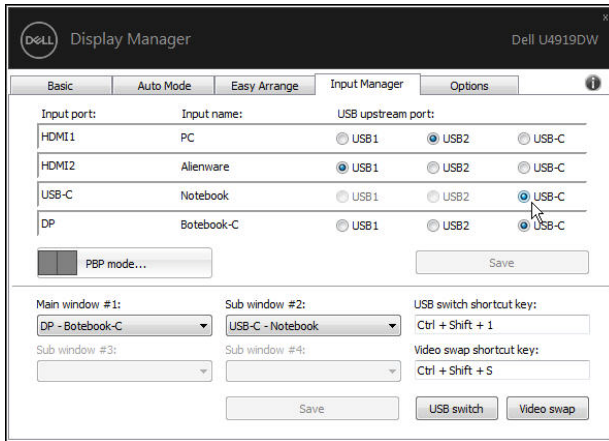 DELL Display Manager Dell U4919DW
Basic Auto Mode Easy Arrange Input Manager Options
Input port: Input name: USB upstream port:
HDMI1 PC USB1 USB2 USB-C
HDMI2 Alienware USB1 USB2 USB-C
USB-C Notebook USB1 USB2 USB-C
DP Botebook-C USB1 USB2 USB-C
PBP mode... Save
Main window #1: Sub window #2: USB switch shortcut key:
DP - Botebook-C USB-C - Notebook Ctrl + Shift + 1
Sub window #3: Sub window #4: Video swap shortcut key:
Ctrl + Shift + S
Save USB switch Video swap